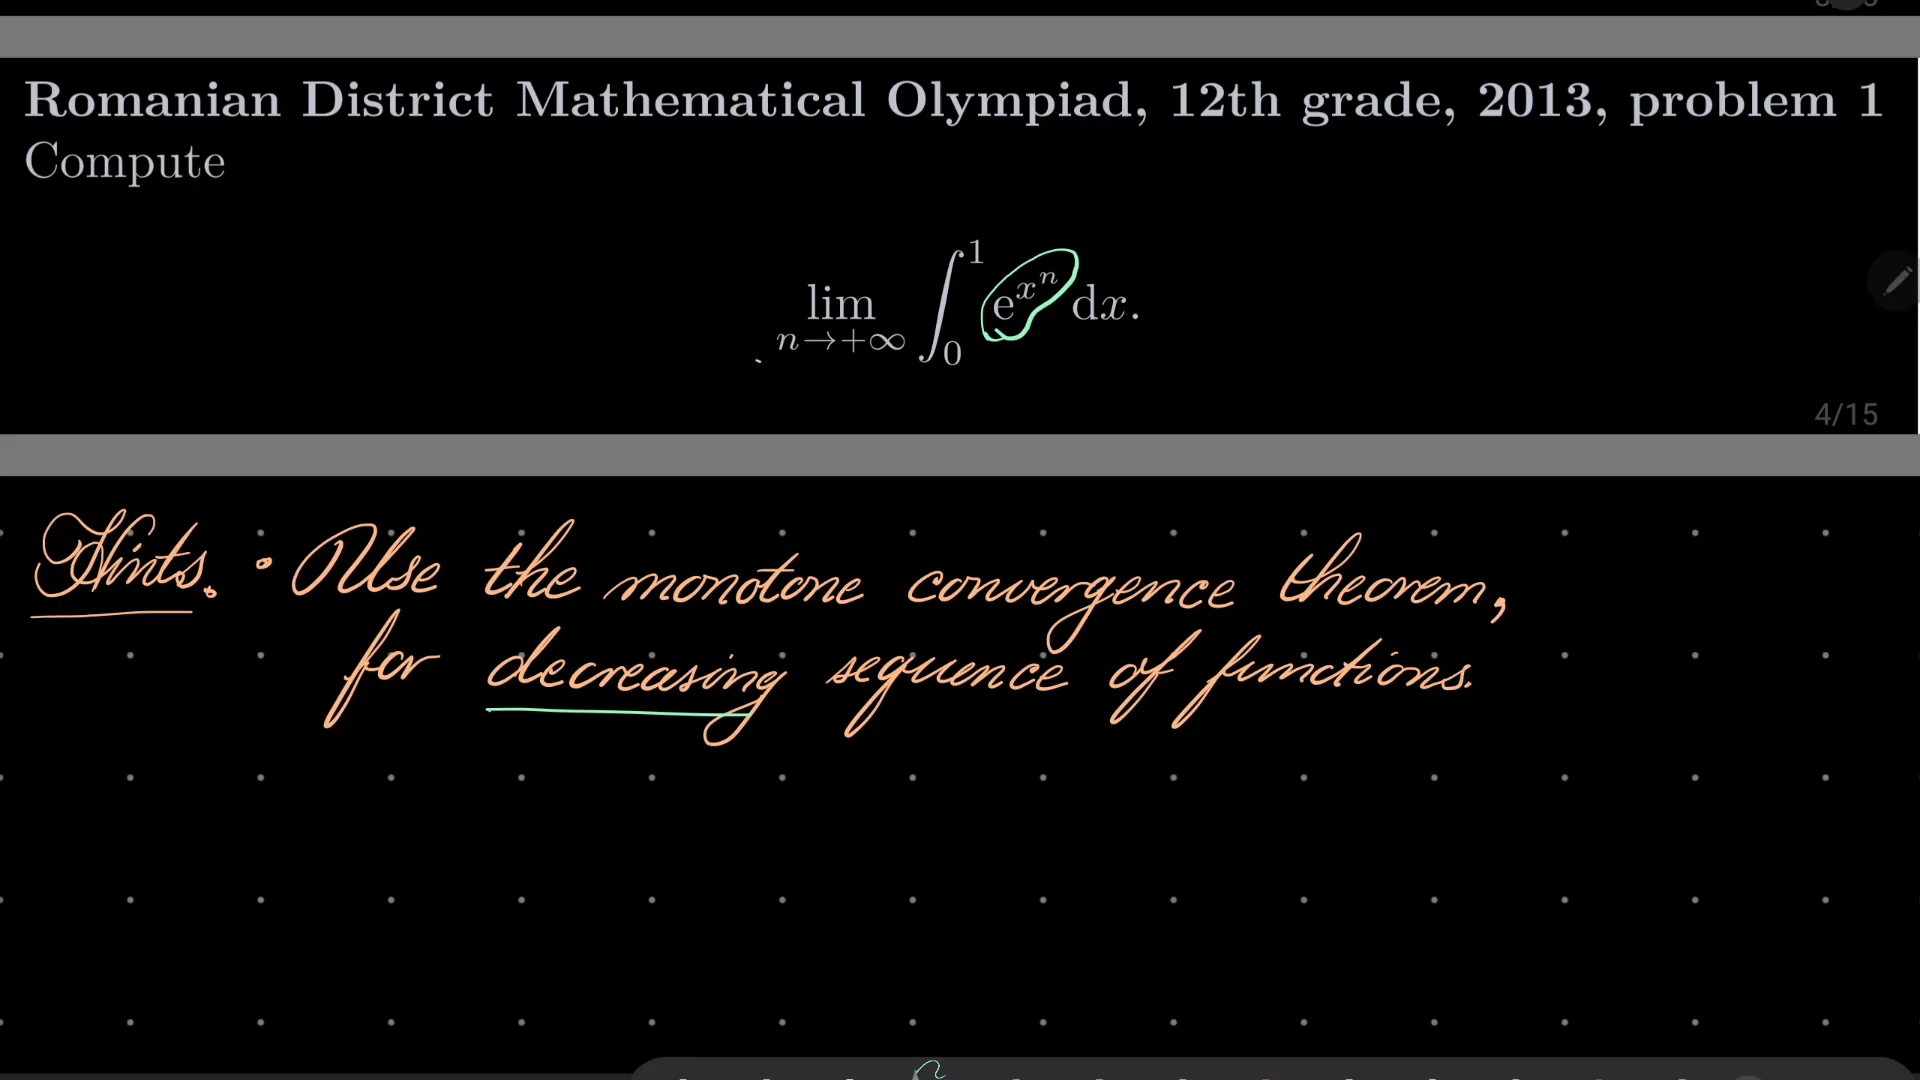 Romanian District Mathematical Olympiad, 12th grade, 2013, problem 1
Compute
lim_{n→+∞} ∫_0^1 e^{x^n} dx.
4/15
Hints. • Use the monotone convergence theorem,
for decreasing sequence of functions.